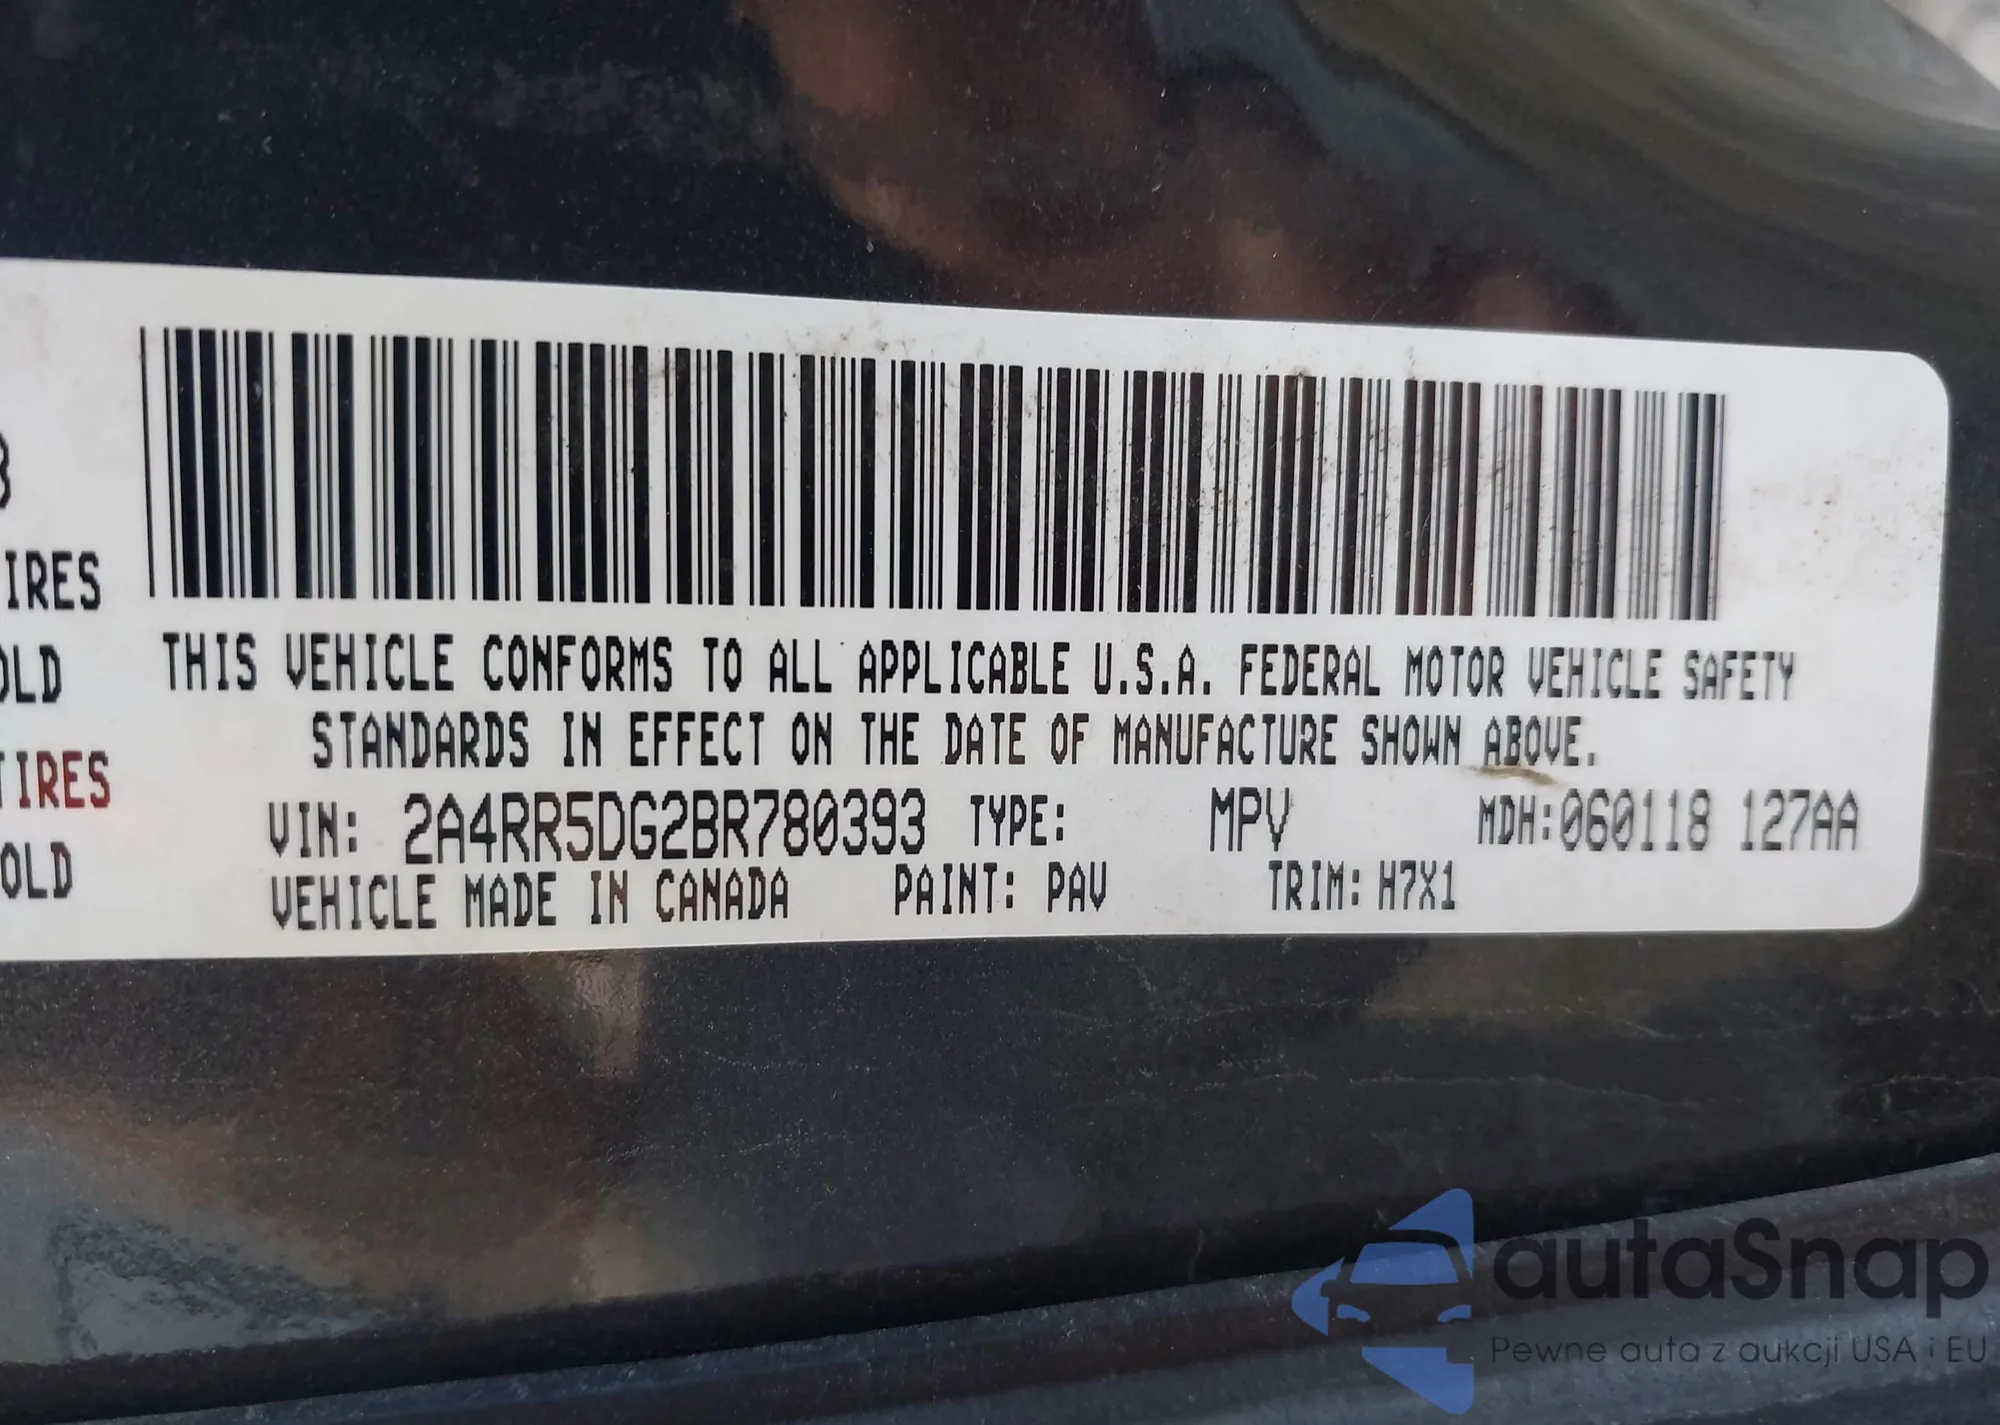 3
IRES
OLD
TIRES
OLD
THIS VEHICLE CONFORMS TO ALL APPLICABLE U.S.A. FEDERAL MOTOR VEHICLE SAFETY
STANDARDS IN EFFECT ON THE DATE OF MANUFACTURE SHOWN ABOVE.
VIN: 2A4RR5DG2BR780393 TYPE: MPV MDH:060118 127AA
VEHICLE MADE IN CANADA PAINT: PAV TRIM: H7X1
autaSnap
Pewne auta z aukcji USA i EU